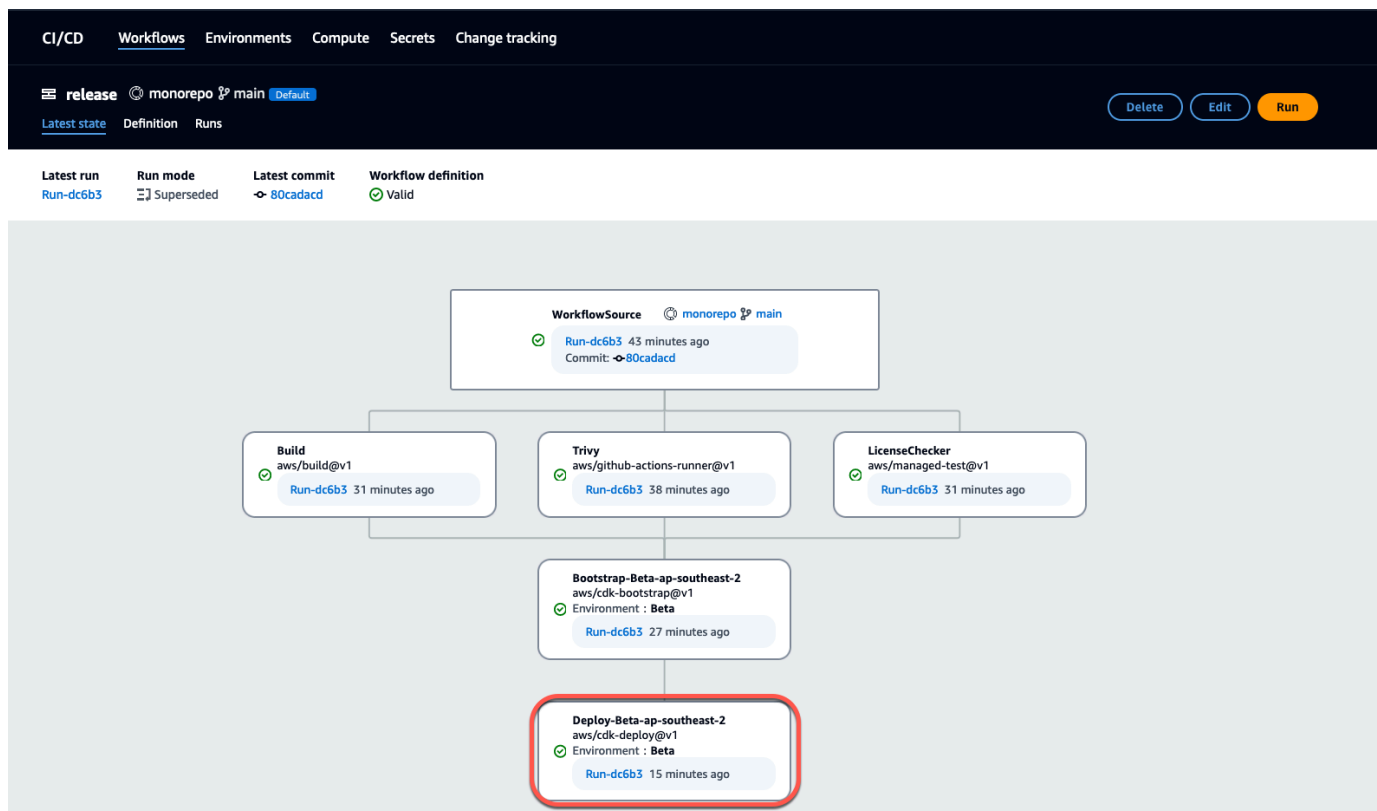 CI/CD Workflows Environments Compute Secrets Change tracking
release monorepo main Default
Delete Edit Run
Latest state Definition Runs
Latest run Run mode Latest commit Workflow definition
Run-dc6b3 Superseded 80cadacd Valid
WorkflowSource monorepo main
Run-dc6b3 43 minutes ago
Commit: 80cadacd
Build
aws/build@v1
Run-dc6b3 31 minutes ago
Trivy
aws/github-actions-runner@v1
Run-dc6b3 38 minutes ago
LicenseChecker
aws/managed-test@v1
Run-dc6b3 31 minutes ago
Bootstrap-Beta-ap-southeast-2
aws/cdk-bootstrap@v1
Environment : Beta
Run-dc6b3 27 minutes ago
Deploy-Beta-ap-southeast-2
aws/cdk-deploy@v1
Environment : Beta
Run-dc6b3 15 minutes ago